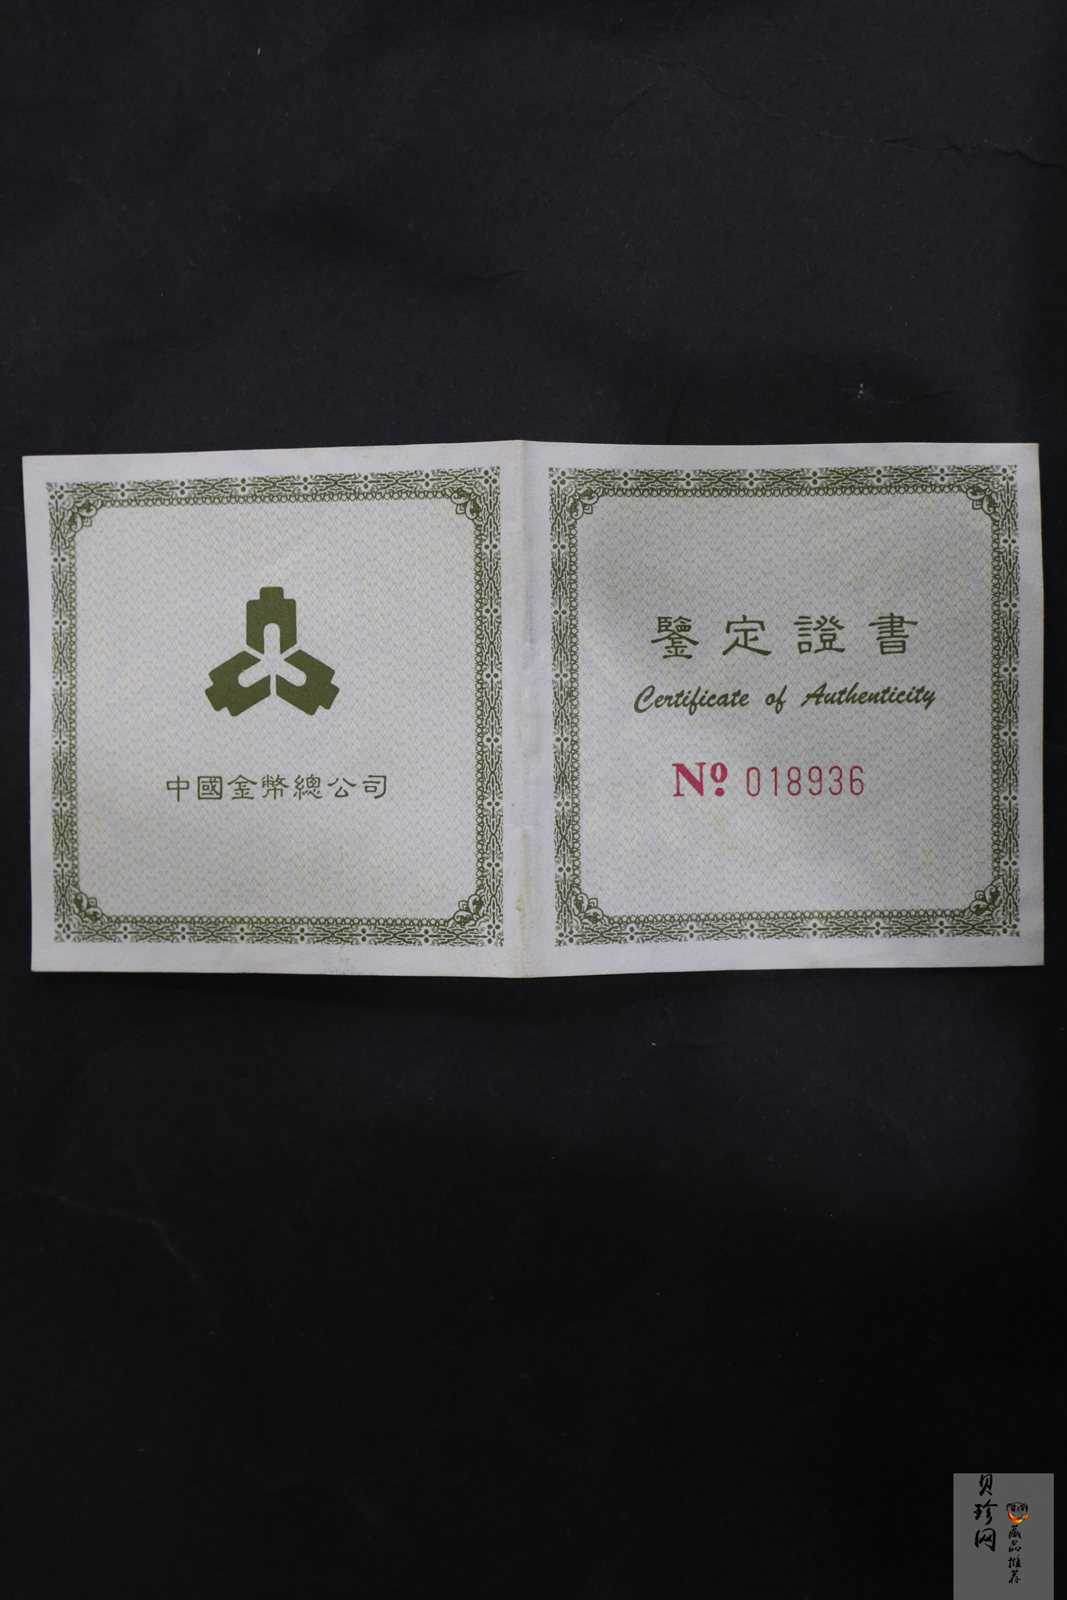 中國金幣總公司
鑒定證書
Certificate of Authenticity
Nº 018936
贝珍网
藏品推荐